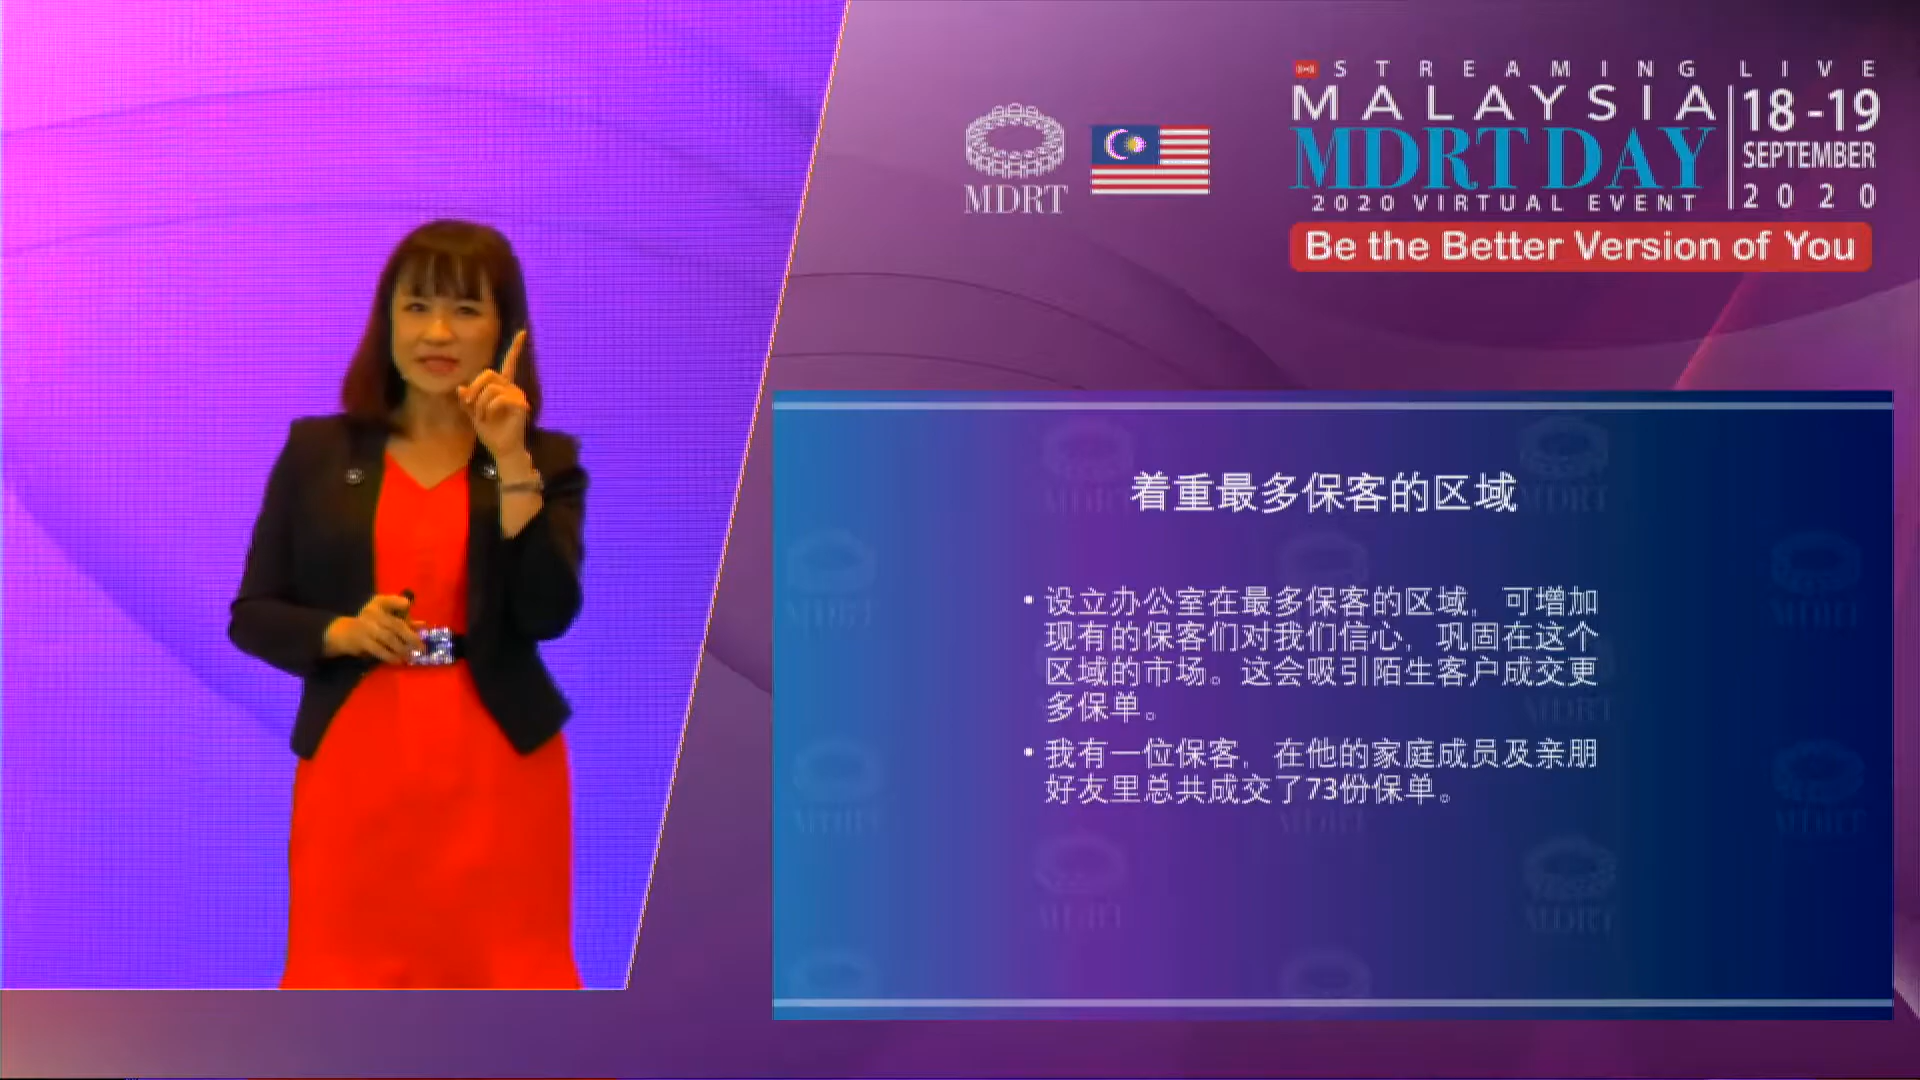 STREAMING LIVE
MALAYSIA
MDRT DAY
2020 VIRTUAL EVENT
18-19
SEPTEMBER
2020
MDRT
Be the Better Version of You
着重最多保客的区域
• 设立办公室在最多保客的区域，可增加
现有的保客们对我们信心，巩固在这个
区域的市场。这会吸引陌生客户成交更
多保单。
• 我有一位保客，在他的家庭成员及亲朋
好友里总共成交了73份保单。